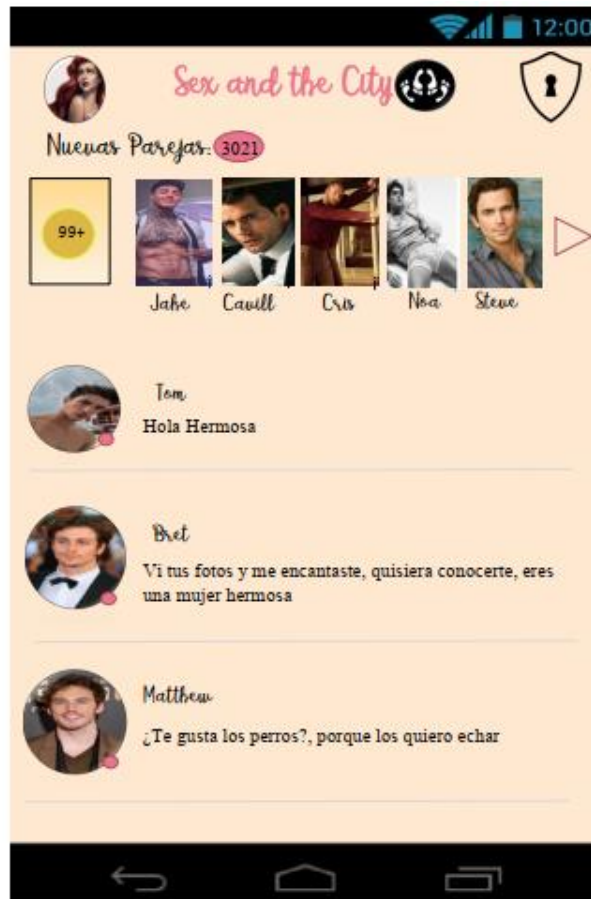 12:00
Sex and the City
Nuevas Parejas: 3021
99+
Jake Cavill Cris Noa Steve
Tom
Hola Hermosa
Bret
Vi tus fotos y me encantaste, quisiera conocerte, eres
una mujer hermosa
Matthew
¿Te gusta los perros?, porque los quiero echar